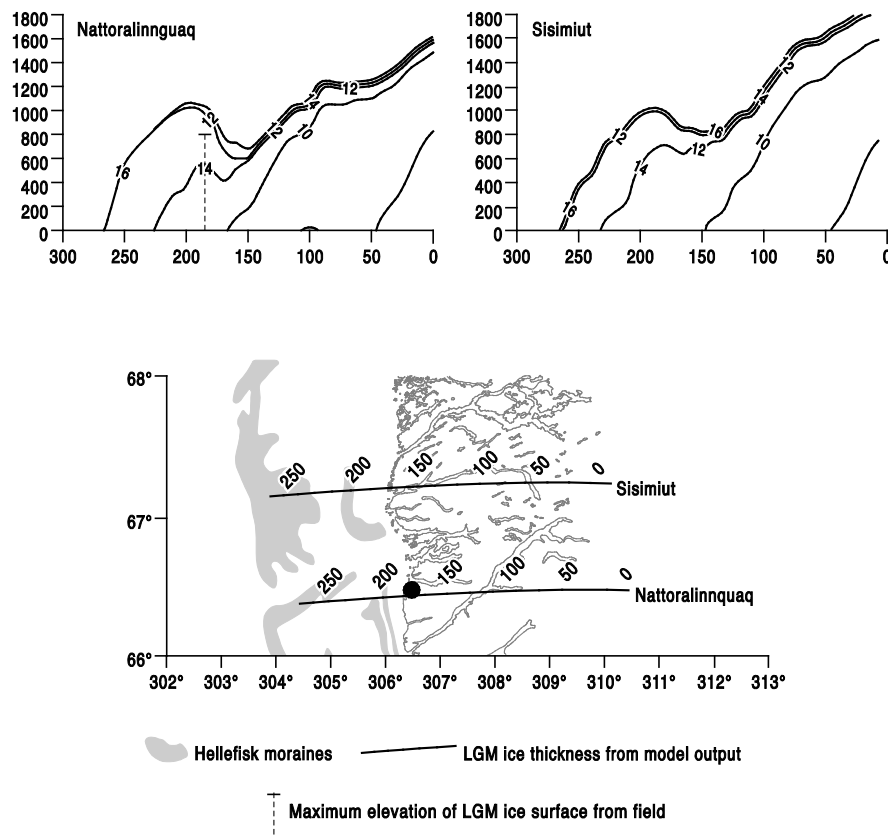 Nattoralinnguaq
1800
1600
1400
1200
1000
800
600
400
200
0
300 250 200 150 100 50 0
16 12 14 12 14 10 12
Sisimiut
1800
1600
1400
1200
1000
800
600
400
200
0
300 250 200 150 100 50 0
16 12 14 12 16 14 12 10
68°
67°
66°
250 200 150 100 50 0
Sisimiut
250 200 150 100 50 0
Nattoralinnquaq
302° 303° 304° 305° 306° 307° 308° 309° 310° 311° 312° 313°
Hellefisk moraines
LGM ice thickness from model output
Maximum elevation of LGM ice surface from field